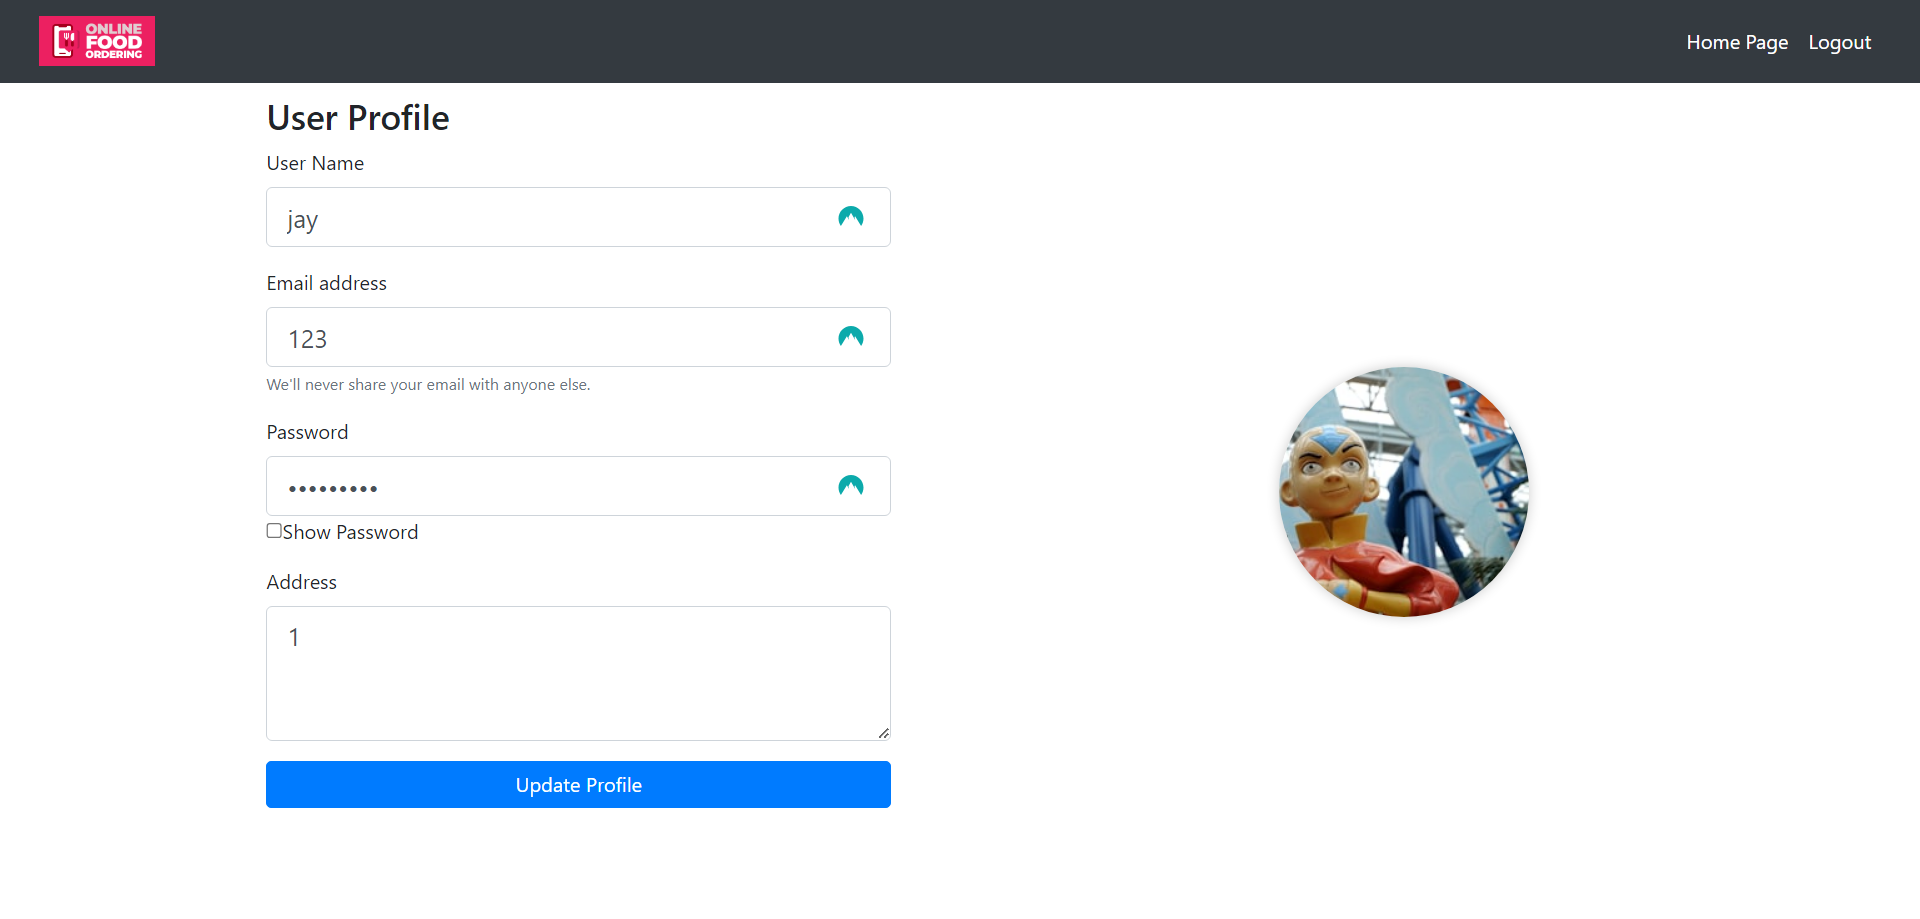 ONLINE
FOOD
ORDERING
Home Page Logout
User Profile
User Name
jay
Email address
123
We'll never share your email with anyone else.
Password
•••••••••
Show Password
Address
1
Update Profile